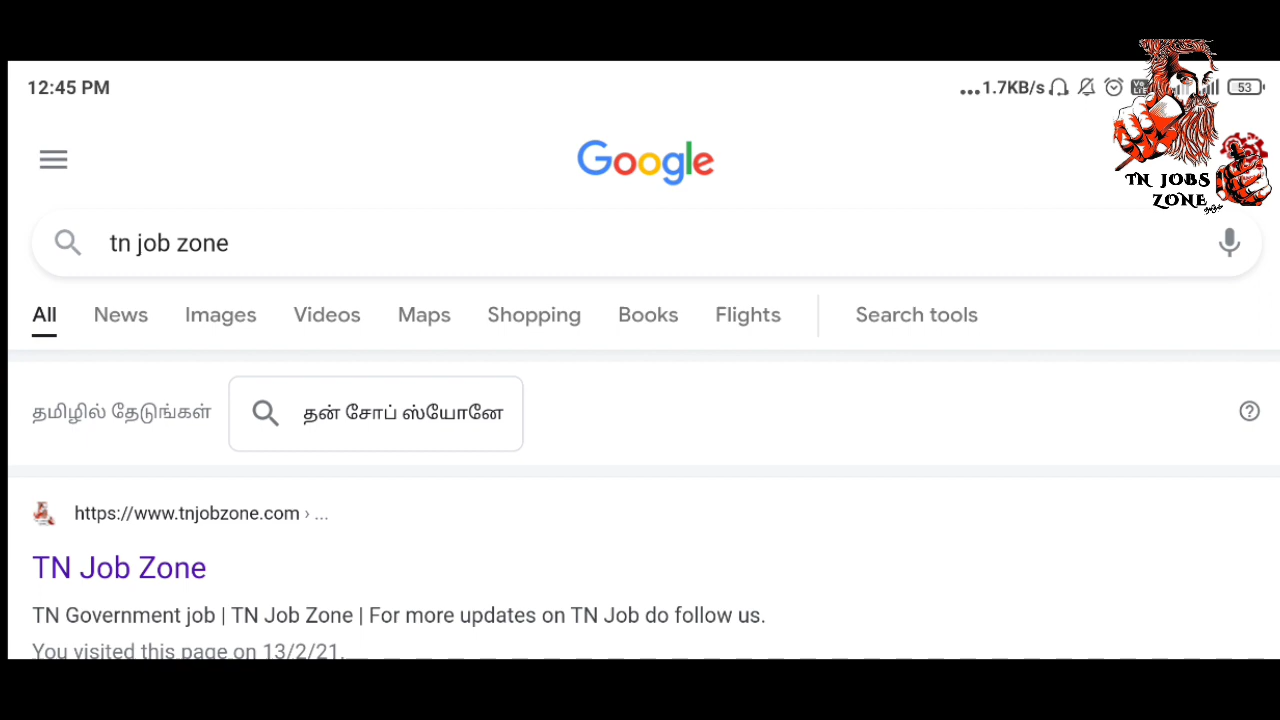 12:45 PM
...1.7KB/s
53
Google
tn job zone
All News Images Videos Maps Shopping Books Flights Search tools
தமிழில் தேடுங்கள் தன் சோப் ஸ்யோனே
https://www.tnjobzone.com › ...
TN Job Zone
TN Government job | TN Job Zone | For more updates on TN Job do follow us.
You visited this page on 13/2/21.
TN JOBS
ZONE